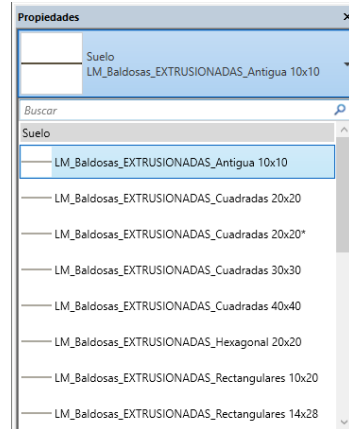 Propiedades
Suelo
LM_Baldosas_EXTRUSIONADAS_Antigua 10x10
Buscar
Suelo
LM_Baldosas_EXTRUSIONADAS_Antigua 10x10
LM_Baldosas_EXTRUSIONADAS_Cuadradas 20x20
LM_Baldosas_EXTRUSIONADAS_Cuadradas 20x20*
LM_Baldosas_EXTRUSIONADAS_Cuadradas 30x30
LM_Baldosas_EXTRUSIONADAS_Cuadradas 40x40
LM_Baldosas_EXTRUSIONADAS_Hexagonal 20x20
LM_Baldosas_EXTRUSIONADAS_Rectangulares 10x20
LM_Baldosas_EXTRUSIONADAS_Rectangulares 14x28